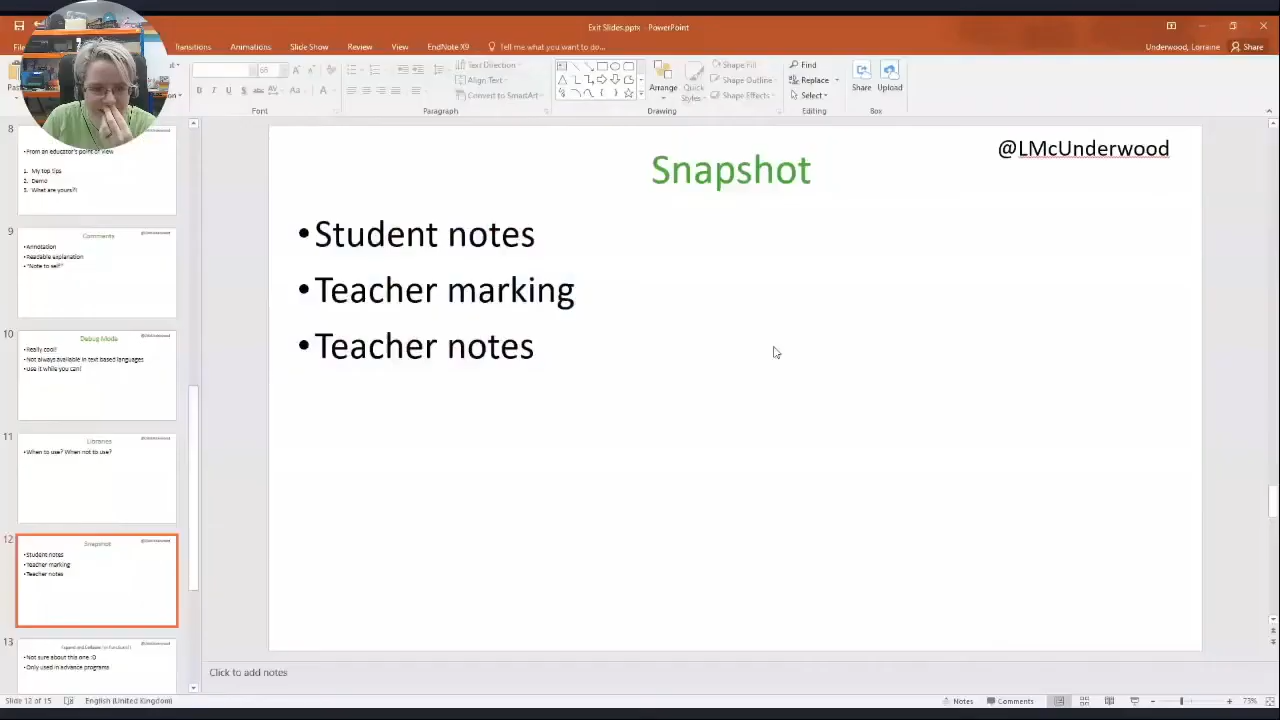 Exit Slides.pptx - PowerPoint
Transitions Animations Slide Show Review View EndNote X9 Tell me what you want to do... Underwood, Lorraine Share
Text Direction
Align Text
Convert to SmartArt
Arrange
Quick
Styles
Shape Fill
Shape Outline
Shape Effects
Find
Replace
Select
Share Upload
Font Paragraph Drawing Editing Box
8
•From an educator's point of view
1. My top tips
2. Demo
3. What are yours?!
9
Comments
•Annotation
•Readable explanation
•"Note to self"
10
Debug Mode
•Really cool!
•Not always available in text based languages
•Use it while you can!
11
Libraries
•When to use? When not to use?
12
Snapshot
•Student notes
•Teacher marking
•Teacher notes
13
•Not sure about this one :O
•Only used in advance programs
@LMcUnderwood
Snapshot
•Student notes
•Teacher marking
•Teacher notes
Click to add notes
Slide 12 of 15 English (United Kingdom) Notes Comments 73%